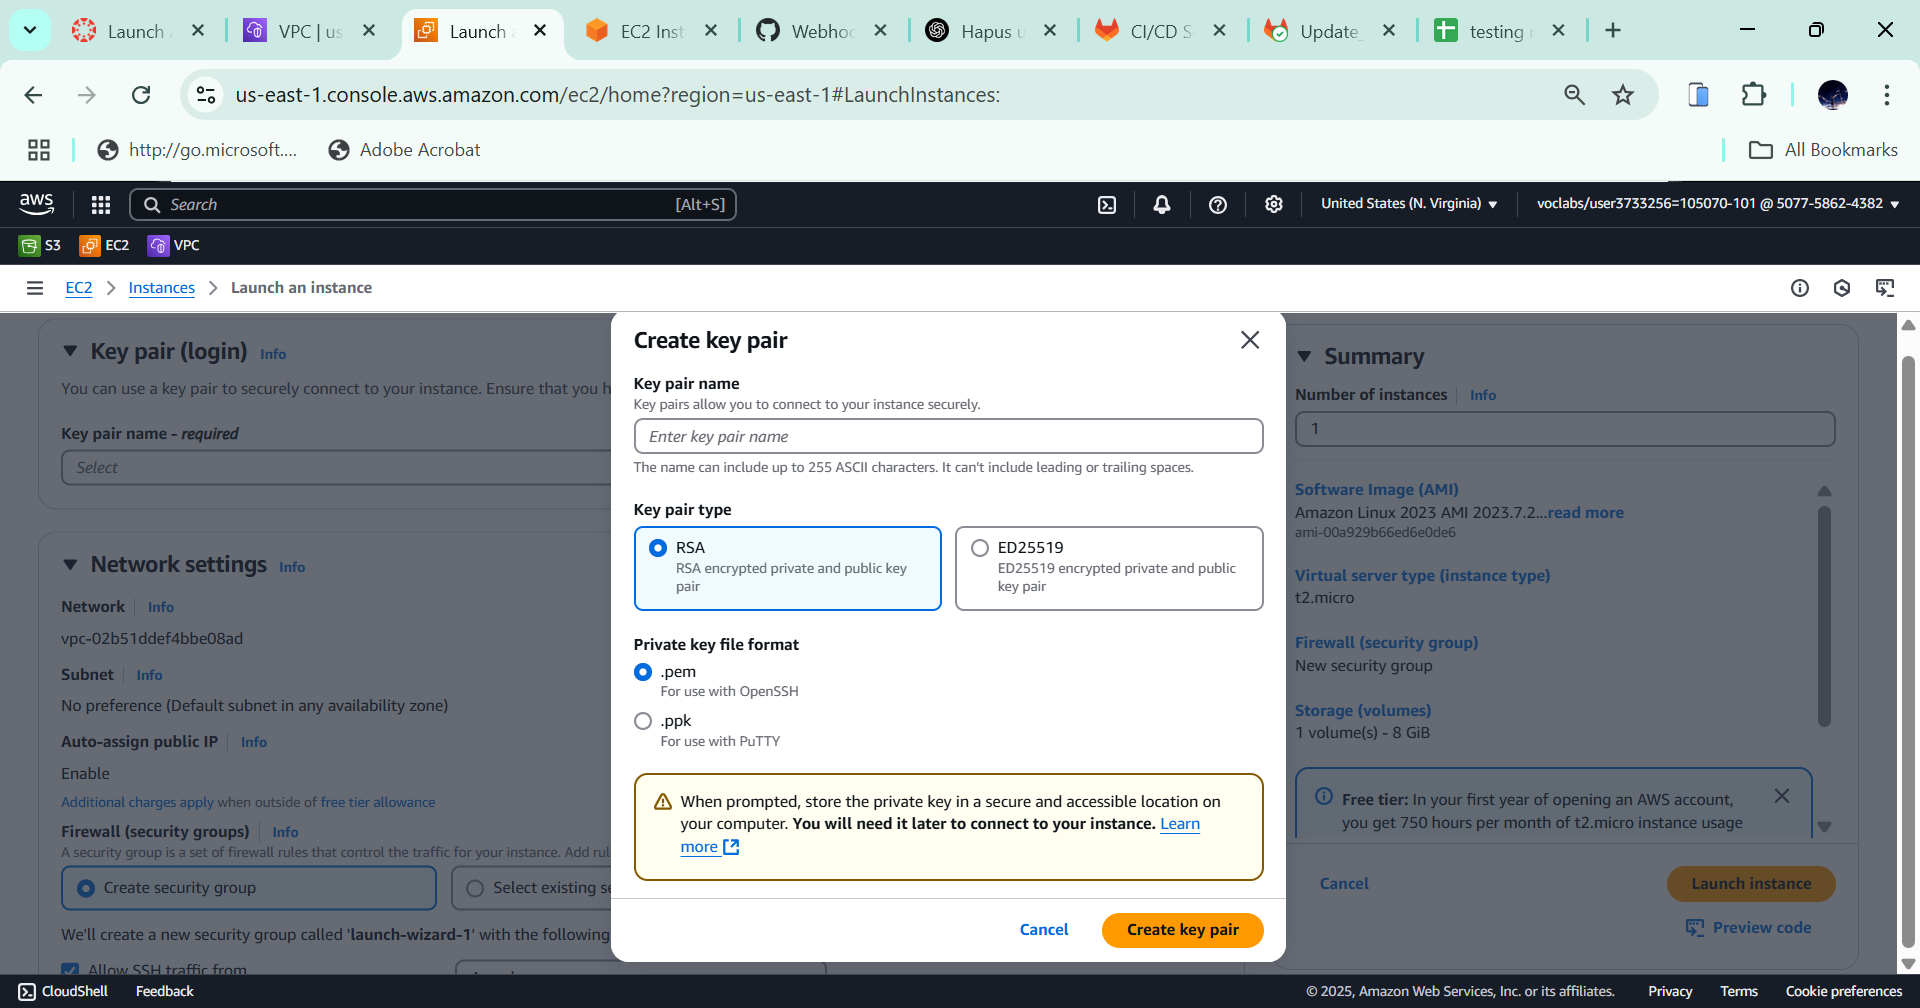 Launch
VPC | us
Launch
EC2 Inst
Webhoo
Hapus u
CI/CD S
Update_
testing
us-east-1.console.aws.amazon.com/ec2/home?region=us-east-1#LaunchInstances:
http://go.microsoft....
Adobe Acrobat
All Bookmarks
aws
Search
[Alt+S]
United States (N. Virginia)
voclabs/user3733256=105070-101 @ 5077-5862-4382
S3
EC2
VPC
EC2
Instances
Launch an instance
Key pair (login)
Info
You can use a key pair to securely connect to your instance. Ensure that you h
Key pair name - required
Select
Network settings
Info
Network
Info
vpc-02b51ddef4bbe08ad
Subnet
Info
No preference (Default subnet in any availability zone)
Auto-assign public IP
Info
Enable
Additional charges apply when outside of free tier allowance
Firewall (security groups)
Info
A security group is a set of firewall rules that control the traffic for your instance. Add rul
Create security group
Select existing se
We'll create a new security group called 'launch-wizard-1' with the following
Allow SSH traffic from
Create key pair
Key pair name
Key pairs allow you to connect to your instance securely.
Enter key pair name
The name can include up to 255 ASCII characters. It can't include leading or trailing spaces.
Key pair type
RSA
RSA encrypted private and public key
pair
ED25519
ED25519 encrypted private and public
key pair
Private key file format
.pem
For use with OpenSSH
.ppk
For use with PuTTY
When prompted, store the private key in a secure and accessible location on
your computer. You will need it later to connect to your instance. Learn
more
Cancel
Create key pair
Summary
Number of instances
Info
1
Software Image (AMI)
Amazon Linux 2023 AMI 2023.7.2...read more
ami-00a929b66ed6e0de6
Virtual server type (instance type)
t2.micro
Firewall (security group)
New security group
Storage (volumes)
1 volume(s) - 8 GiB
Free tier: In your first year of opening an AWS account,
you get 750 hours per month of t2.micro instance usage
Cancel
Launch instance
Preview code
CloudShell
Feedback
© 2025, Amazon Web Services, Inc. or its affiliates.
Privacy
Terms
Cookie preferences